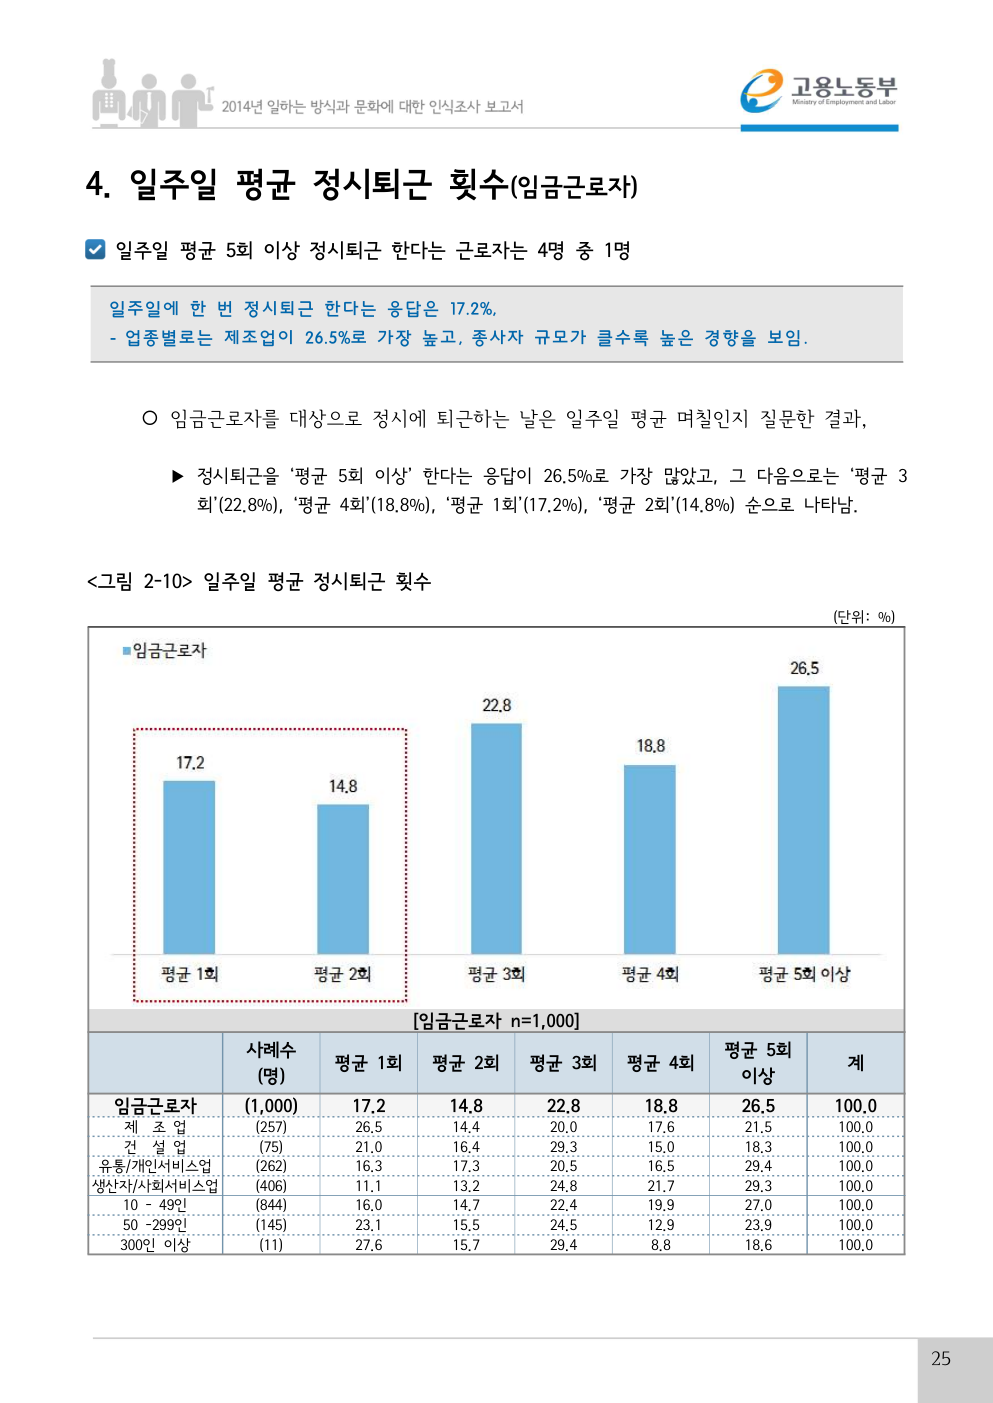 2014년 일하는 방식과 문화에 대한 인식조사 보고서
고용노동부
Ministry of Employment and Labor
4. 일주일 평균 정시퇴근 횟수(임금근로자)
일주일 평균 5회 이상 정시퇴근 한다는 근로자는 4명 중 1명
일주일에 한 번 정시퇴근 한다는 응답은 17.2%,
- 업종별로는 제조업이 26.5%로 가장 높고, 종사자 규모가 클수록 높은 경향을 보임.
○ 임금근로자를 대상으로 정시에 퇴근하는 날은 일주일 평균 며칠인지 질문한 결과,
▶ 정시퇴근을 ‘평균 5회 이상’ 한다는 응답이 26.5%로 가장 많았고, 그 다음으로는 ‘평균 3
회’(22.8%), ‘평균 4회’(18.8%), ‘평균 1회’(17.2%), ‘평균 2회’(14.8%) 순으로 나타남.
<그림 2-10> 일주일 평균 정시퇴근 횟수
(단위: %)
임금근로자
17.2 14.8 22.8 18.8 26.5
평균 1회 평균 2회 평균 3회 평균 4회 평균 5회 이상
[임금근로자 n=1,000]
사례수 (명) 평균 1회 평균 2회 평균 3회 평균 4회 평균 5회 이상 계
임금근로자 (1,000) 17.2 14.8 22.8 18.8 26.5 100.0
제 조 업 (257) 26.5 14.4 20.0 17.6 21.5 100.0
건 설 업 (75) 21.0 16.4 29.3 15.0 18.3 100.0
유통/개인서비스업 (262) 16.3 17.3 20.5 16.5 29.4 100.0
생산자/사회서비스업 (406) 11.1 13.2 24.8 21.7 29.3 100.0
10 - 49인 (844) 16.0 14.7 22.4 19.9 27.0 100.0
50 -299인 (145) 23.1 15.5 24.5 12.9 23.9 100.0
300인 이상 (11) 27.6 15.7 29.4 8.8 18.6 100.0
25